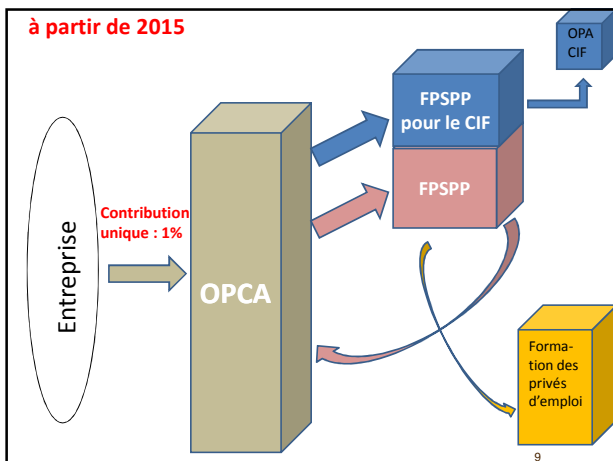 à partir de 2015
OPA
CIF
FPSPP
pour le CIF
FPSPP
Contribution
unique : 1%
Entreprise
OPCA
Forma-
tion des
privés
d’emploi
9